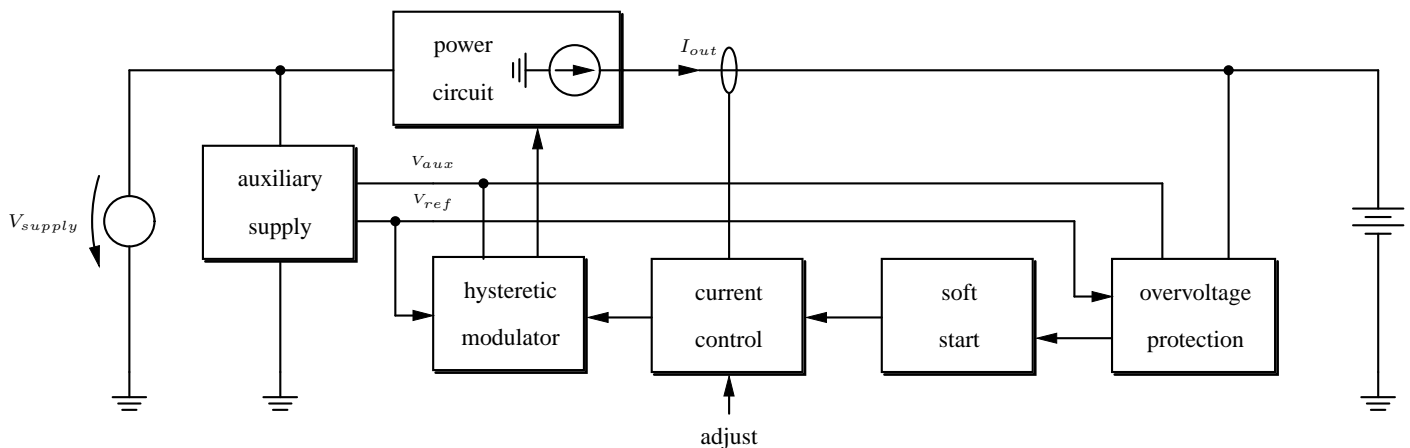 power
circuit
I_out
auxiliary
supply
V_aux
V_ref
V_supply
hysteretic
modulator
current
control
soft
start
overvoltage
protection
adjust